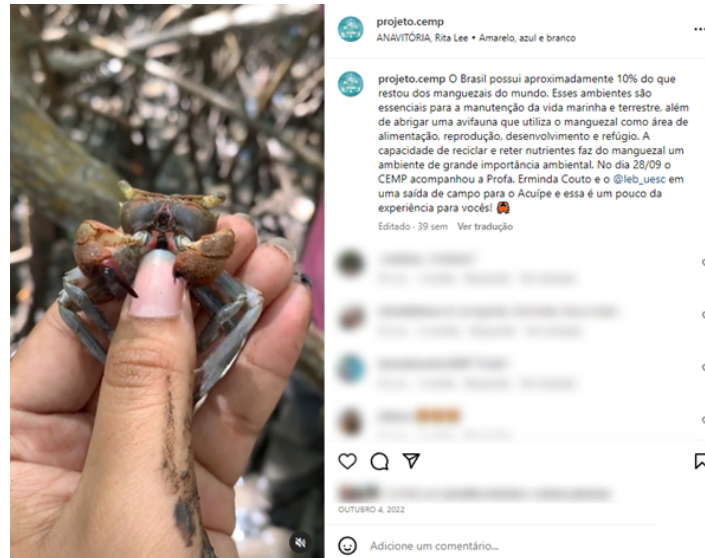 projeto.cemp
ANAVITÓRIA, Rita Lee • Amarelo, azul e branco
projeto.cemp O Brasil possui aproximadamente 10% do que
restou dos manguezais do mundo. Esses ambientes são
essenciais para a manutenção da vida marinha e terrestre, além
de abrigar uma avifauna que utiliza o manguezal como área de
alimentação, reprodução, desenvolvimento e refúgio. A
capacidade de reciclar e reter nutrientes faz do manguezal um
ambiente de grande importância ambiental. No dia 28/09 o
CEMP acompanhou a Profa. Erminda Couto e o @leb_uesc em
uma saída de campo para o Acuípe e essa é um pouco da
experiência para vocês! 🦀
Editado · 39 sem Ver tradução
OUTUBRO 4, 2022
Adicione um comentário...